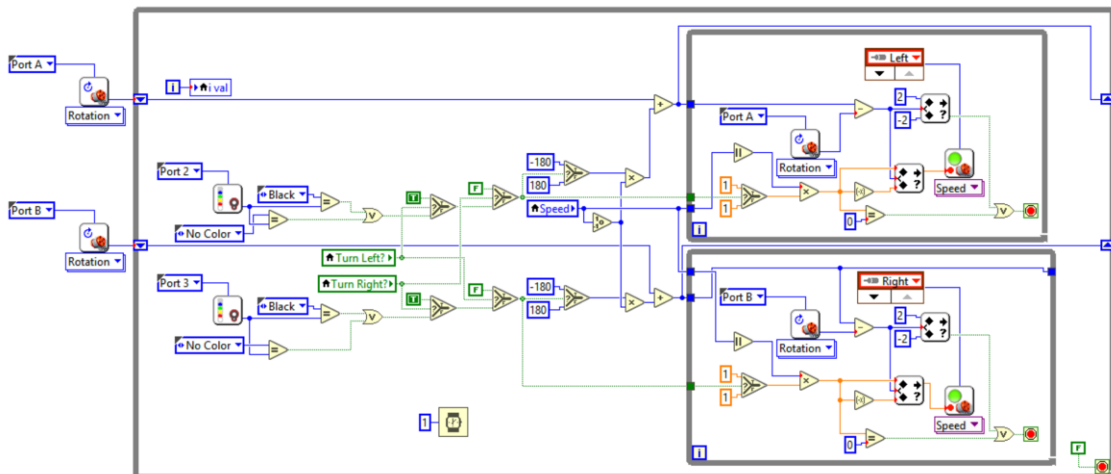 Port A
Rotation
i
i val
Port 2
Black
No Color
Port B
Rotation
Port 3
Black
No Color
T
F
Turn Left?
Turn Right?
T
F
-180
180
Speed
-180
180
1
Left
Port A
Rotation
2
-2
?
1
1
?
Speed
0
i
Right
Port B
Rotation
2
-2
?
1
1
?
Speed
0
i
F